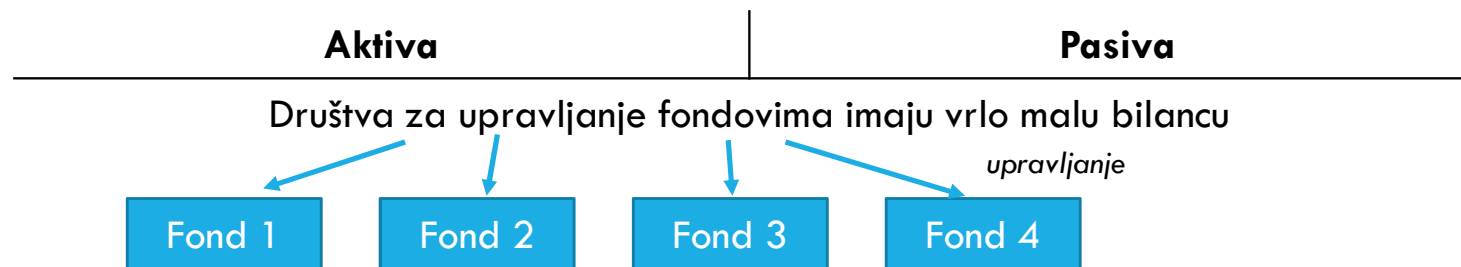 Aktiva Pasiva
Društva za upravljanje fondovima imaju vrlo malu bilancu
upravljanje
Fond 1 Fond 2 Fond 3 Fond 4